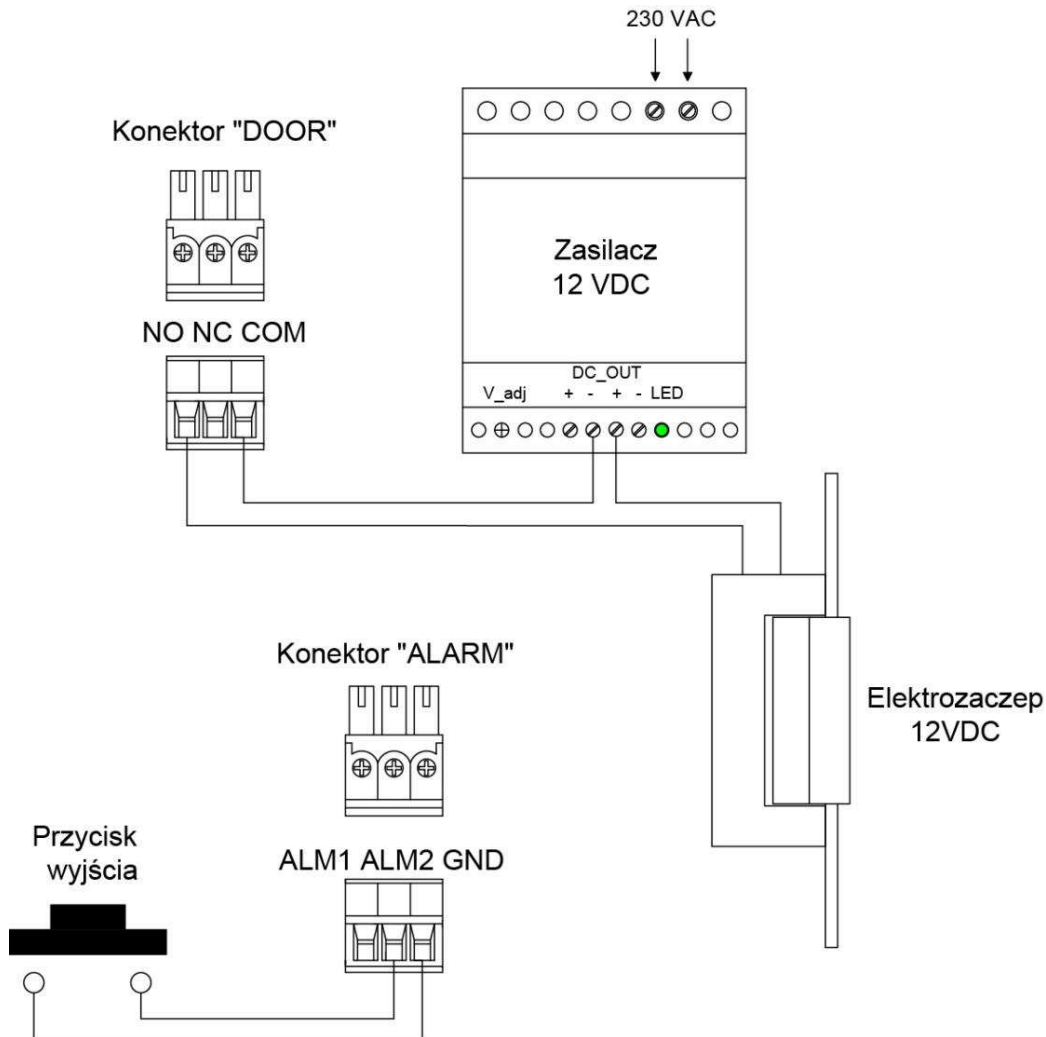 230 VAC
Konektor "DOOR"
Zasilacz
12 VDC
NO NC COM
DC_OUT
V_adj + - + - LED
Konektor "ALARM"
Elektrozaczep
12VDC
Przycisk
wyjścia
ALM1 ALM2 GND